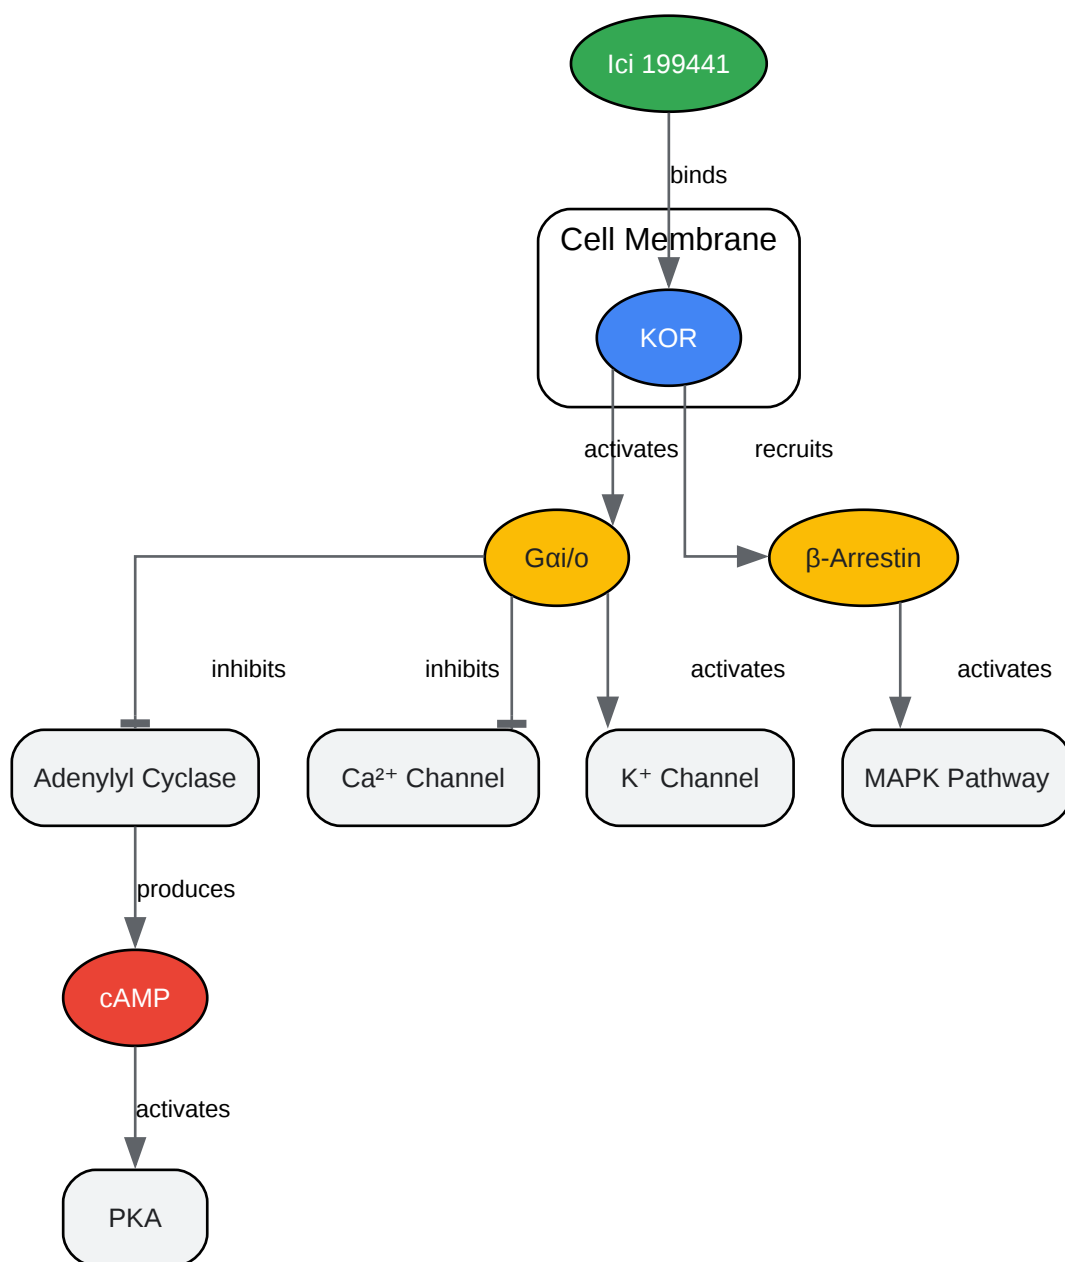 Ici 199441
binds
Cell Membrane
KOR
activates
recruits
Gαi/o
β-Arrestin
inhibits
inhibits
activates
activates
Adenylyl Cyclase
Ca²⁺ Channel
K⁺ Channel
MAPK Pathway
produces
cAMP
activates
PKA